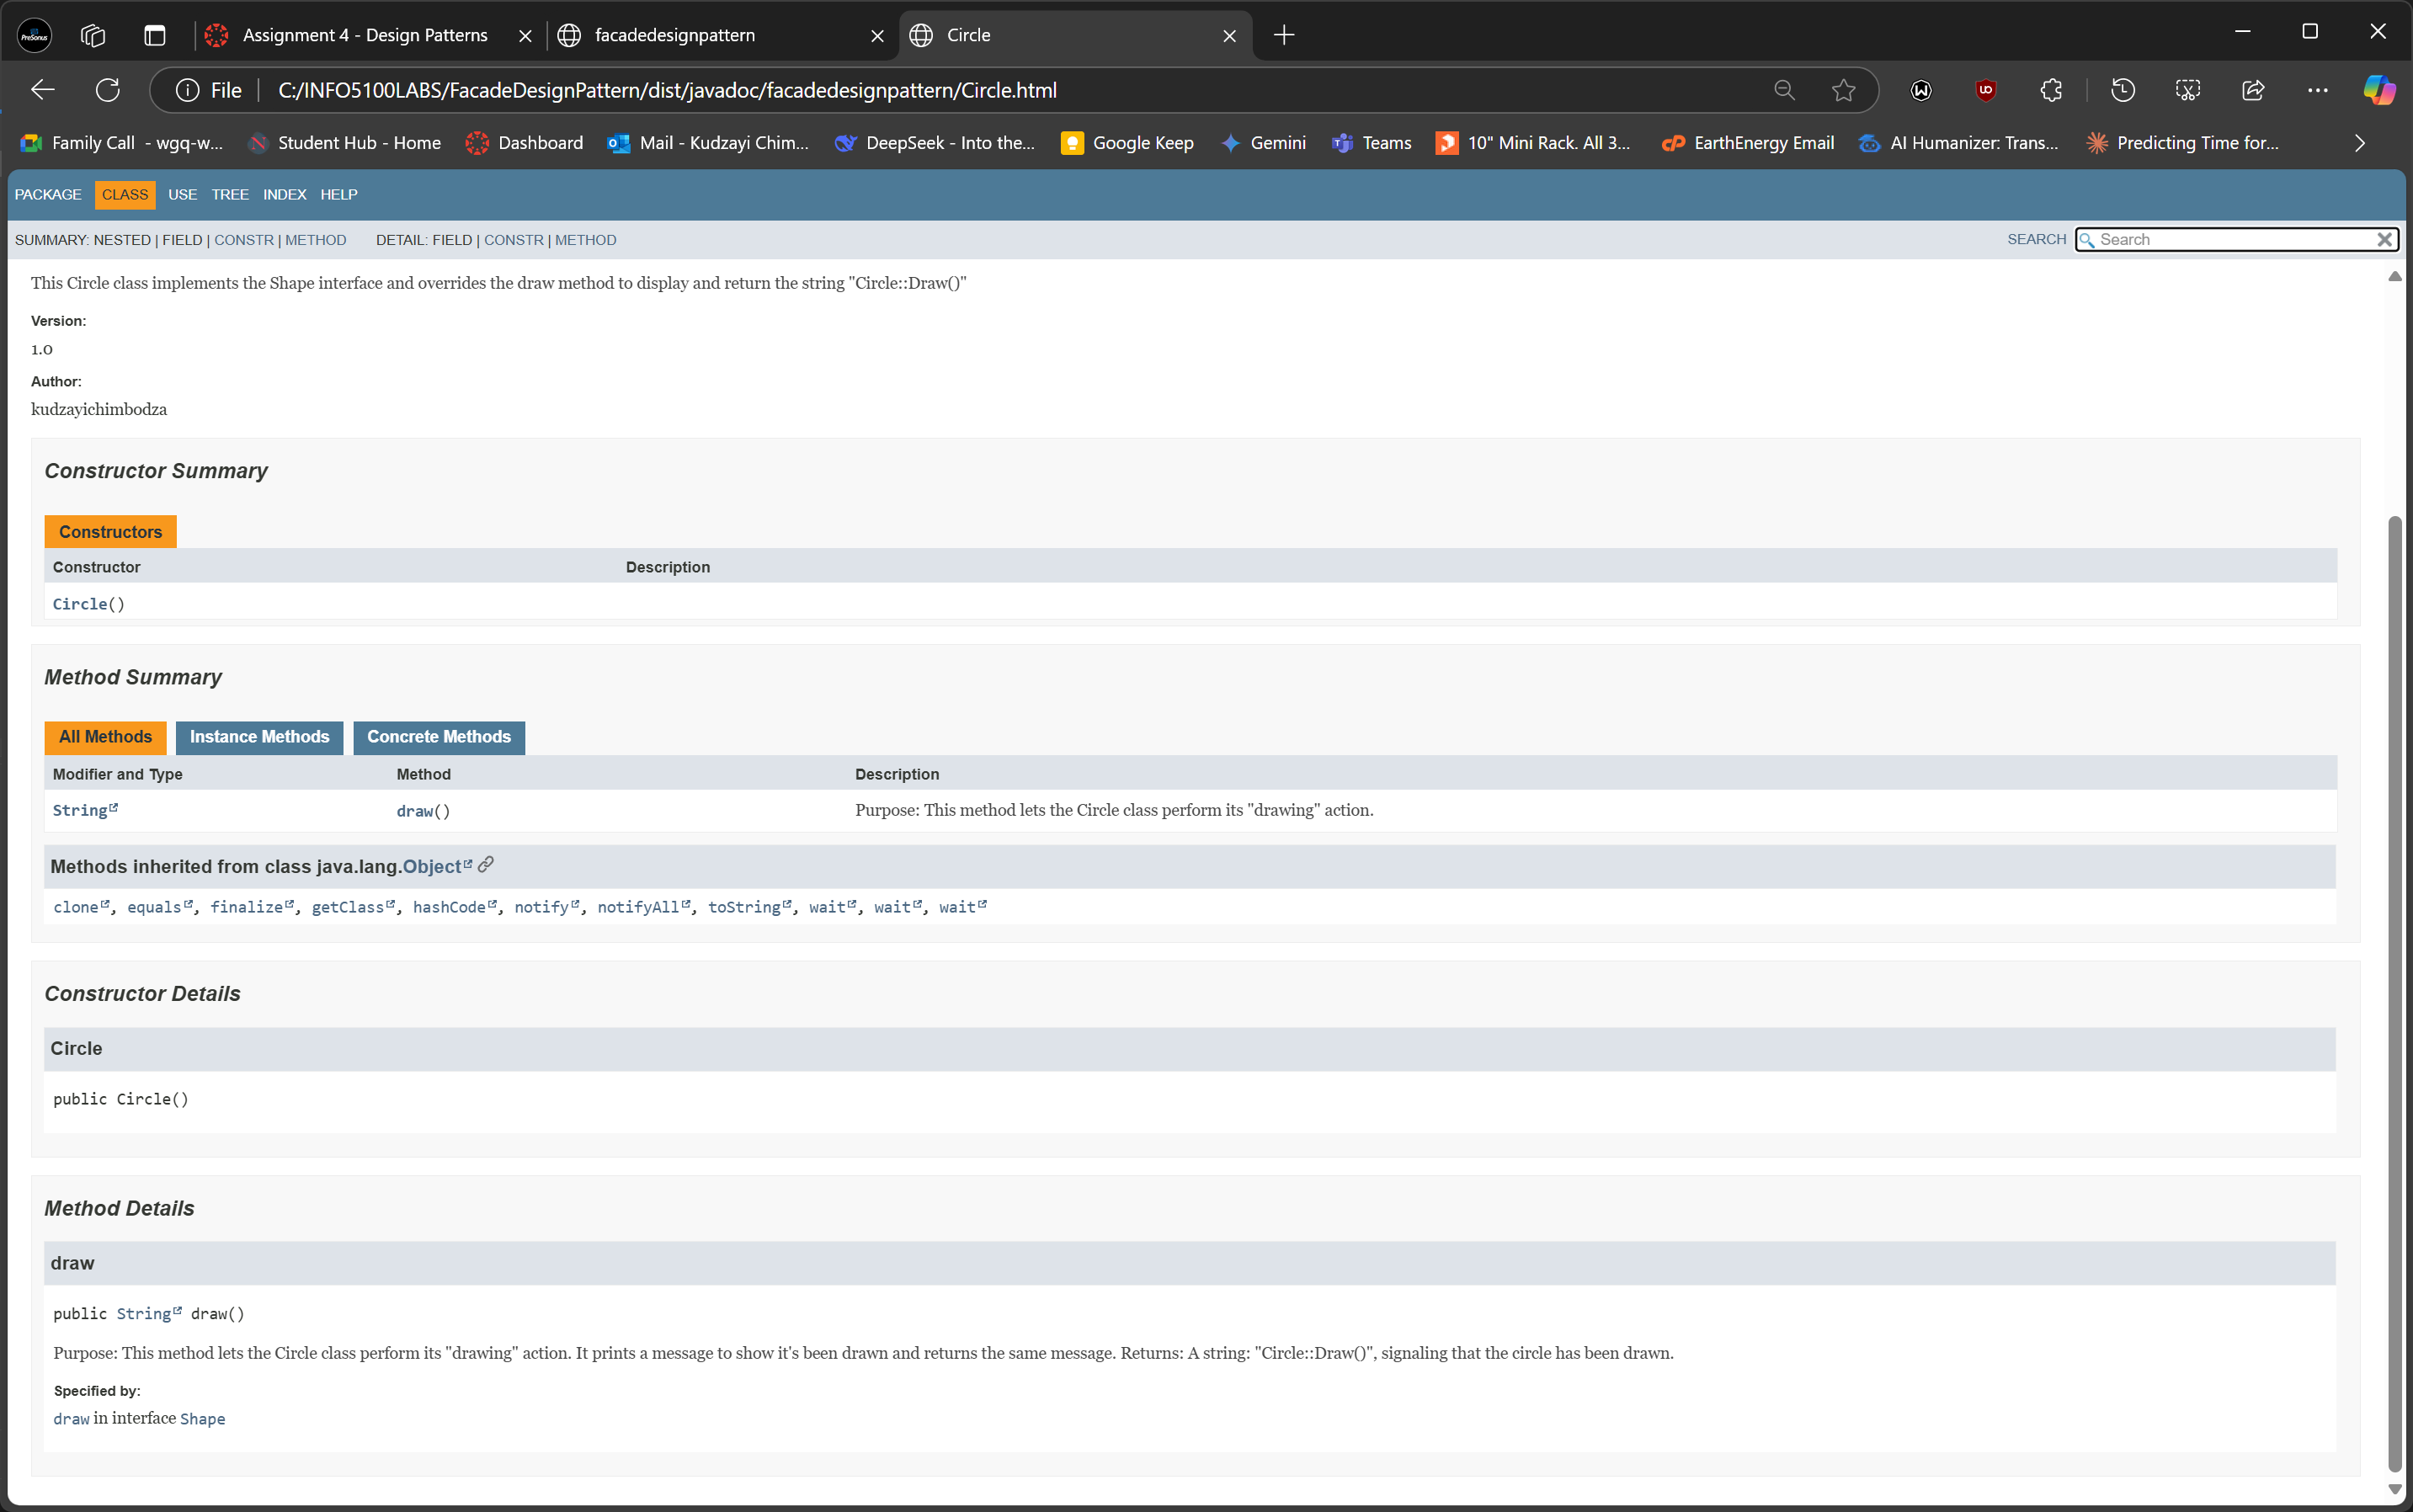 PreSonus
Assignment 4 - Design Patterns
facadedesignpattern
Circle
File
C:/INFO5100LABS/FacadeDesignPattern/dist/javadoc/facadedesignpattern/Circle.html
Family Call - wgq-w...
Student Hub - Home
Dashboard
Mail - Kudzayi Chim...
DeepSeek - Into the...
Google Keep
Gemini
Teams
10" Mini Rack. All 3...
EarthEnergy Email
AI Humanizer: Trans...
Predicting Time for...
PACKAGE CLASS USE TREE INDEX HELP
SUMMARY: NESTED | FIELD | CONSTR | METHOD DETAIL: FIELD | CONSTR | METHOD
SEARCH Search
This Circle class implements the Shape interface and overrides the draw method to display and return the string "Circle::Draw()"
Version:
1.0
Author:
kudzayichimbodza
Constructor Summary
Constructors
Constructor Description
Circle()
Method Summary
All Methods Instance Methods Concrete Methods
Modifier and Type Method Description
String draw() Purpose: This method lets the Circle class perform its "drawing" action.
Methods inherited from class java.lang.Object
clone, equals, finalize, getClass, hashCode, notify, notifyAll, toString, wait, wait, wait
Constructor Details
Circle
public Circle()
Method Details
draw
public String draw()
Purpose: This method lets the Circle class perform its "drawing" action. It prints a message to show it's been drawn and returns the same message. Returns: A string: "Circle::Draw()", signaling that the circle has been drawn.
Specified by:
draw in interface Shape